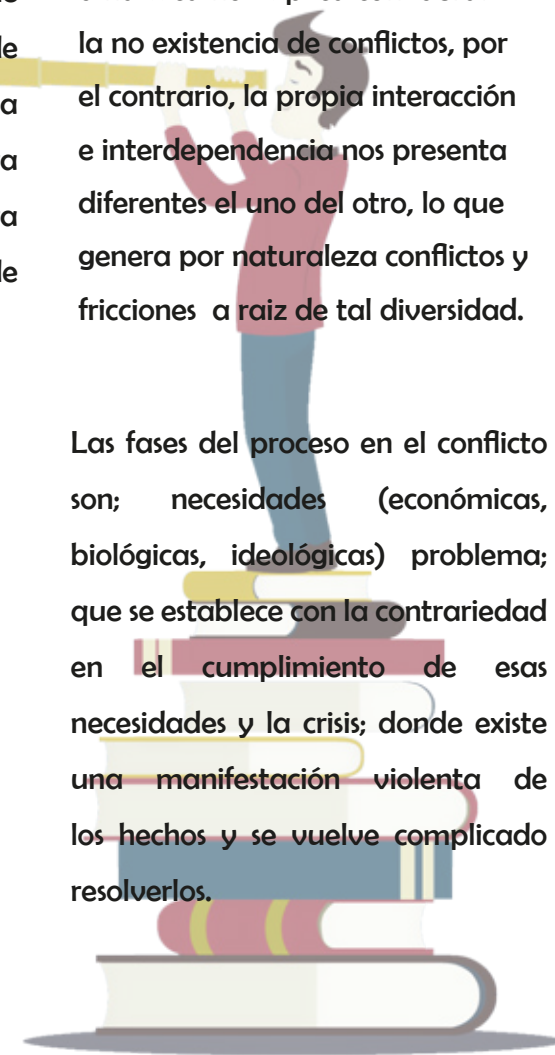 la no existencia de conflictos, por
el contrario, la propia interacción
e interdependencia nos presenta
diferentes el uno del otro, lo que
genera por naturaleza conflictos y
fricciones a raiz de tal diversidad.
Las fases del proceso en el conflicto
son; necesidades (económicas,
biológicas, ideológicas) problema;
que se establece con la contrariedad
en el cumplimiento de esas
necesidades y la crisis; donde existe
una manifestación violenta de
los hechos y se vuelve complicado
resolverlos.